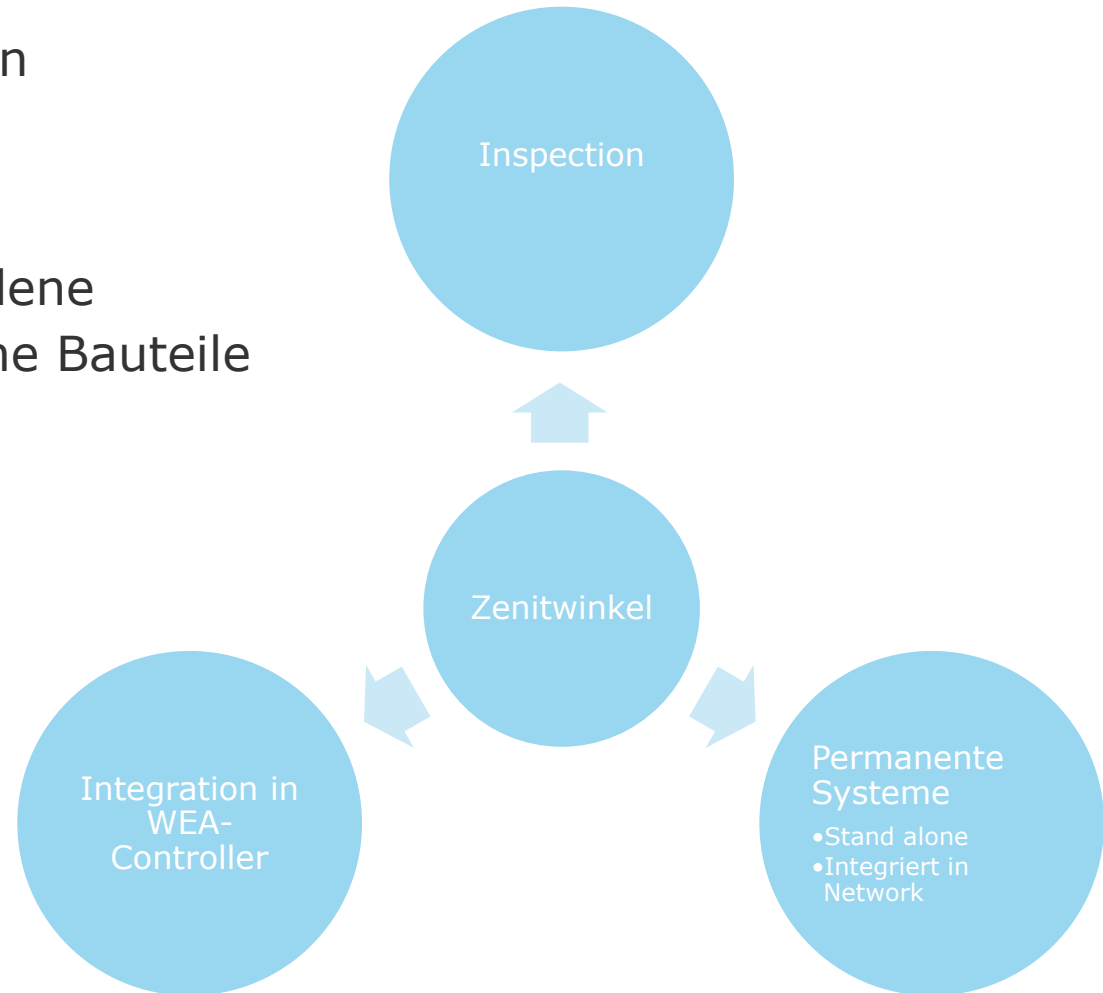 n
lene
ne Bauteile
Inspection
Zenitwinkel
Integration in
WEA-
Controller
Permanente
Systeme
•Stand alone
•Integriert in
Network